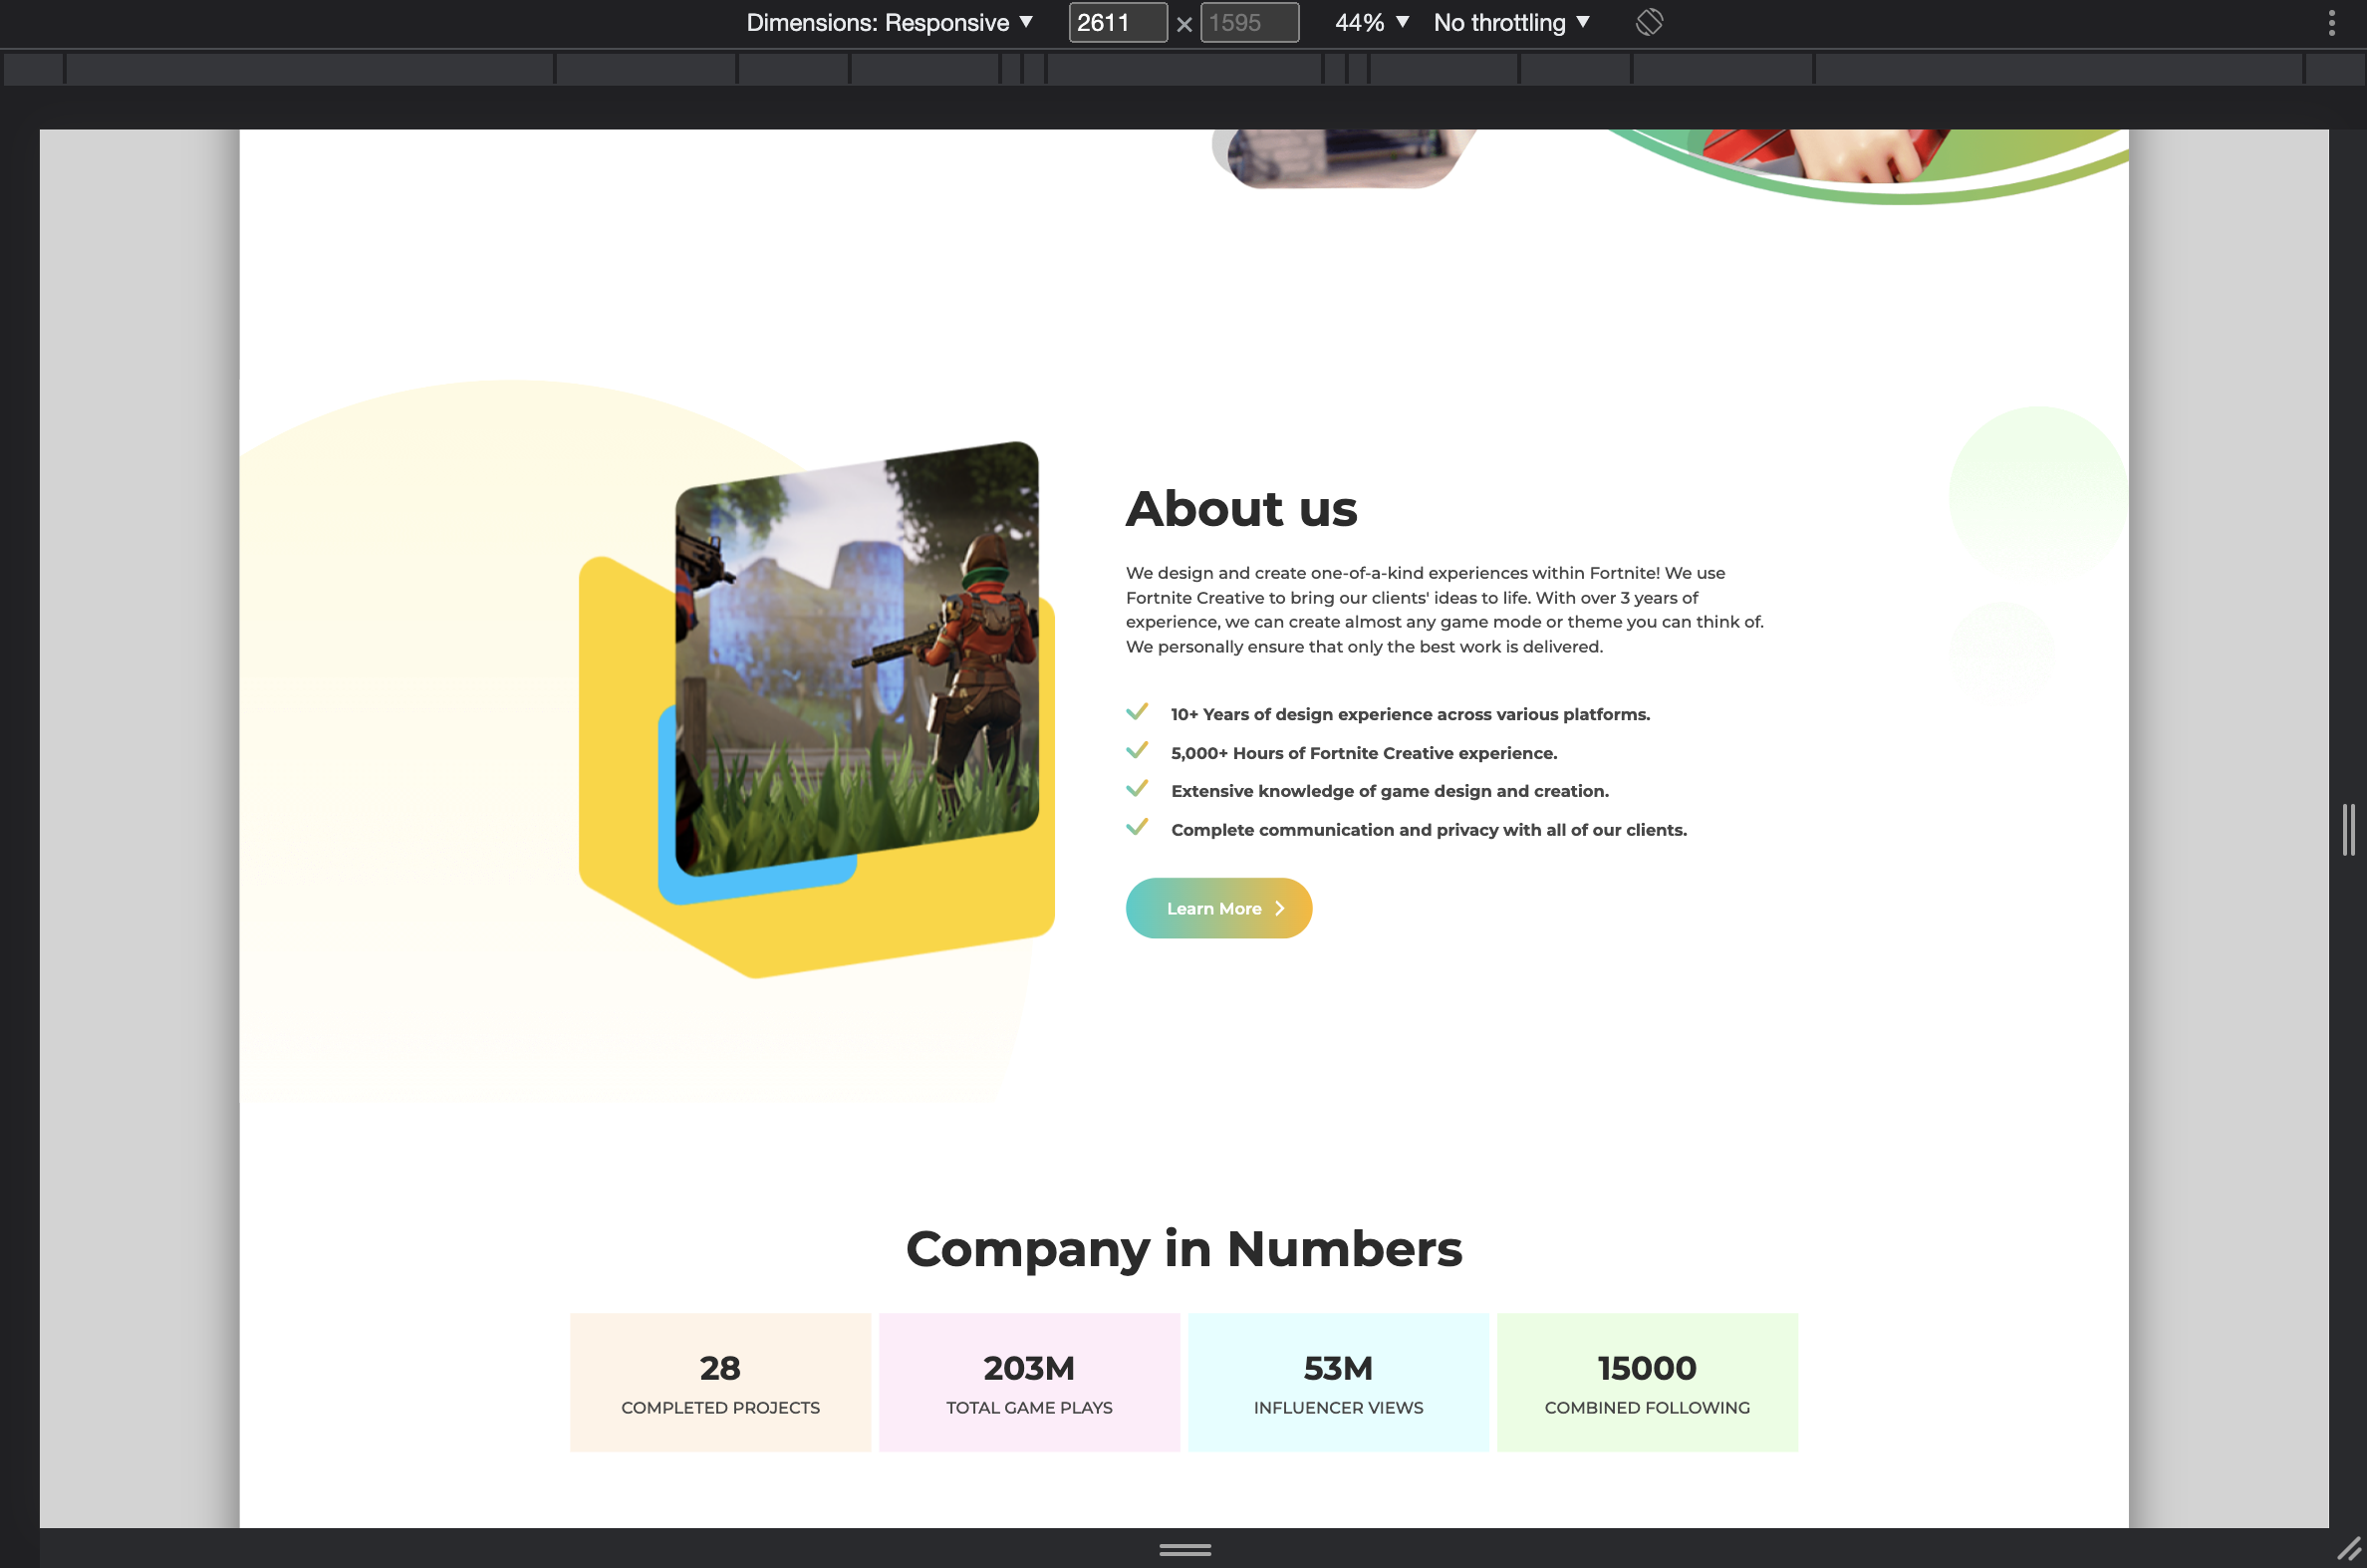 Dimensions: Responsive ▼ 2611 × 1595 44% ▼ No throttling ▼
About us
We design and create one-of-a-kind experiences within Fortnite! We use
Fortnite Creative to bring our clients' ideas to life. With over 3 years of
experience, we can create almost any game mode or theme you can think of.
We personally ensure that only the best work is delivered.
10+ Years of design experience across various platforms.
5,000+ Hours of Fortnite Creative experience.
Extensive knowledge of game design and creation.
Complete communication and privacy with all of our clients.
Learn More
Company in Numbers
28
COMPLETED PROJECTS
203M
TOTAL GAME PLAYS
53M
INFLUENCER VIEWS
15000
COMBINED FOLLOWING